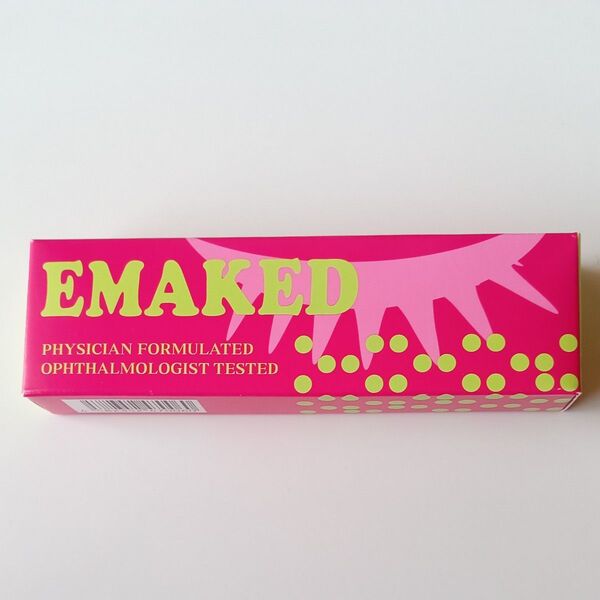 EMAKED
PHYSICIAN FORMULATED
OPHTHALMOLOGIST TESTED